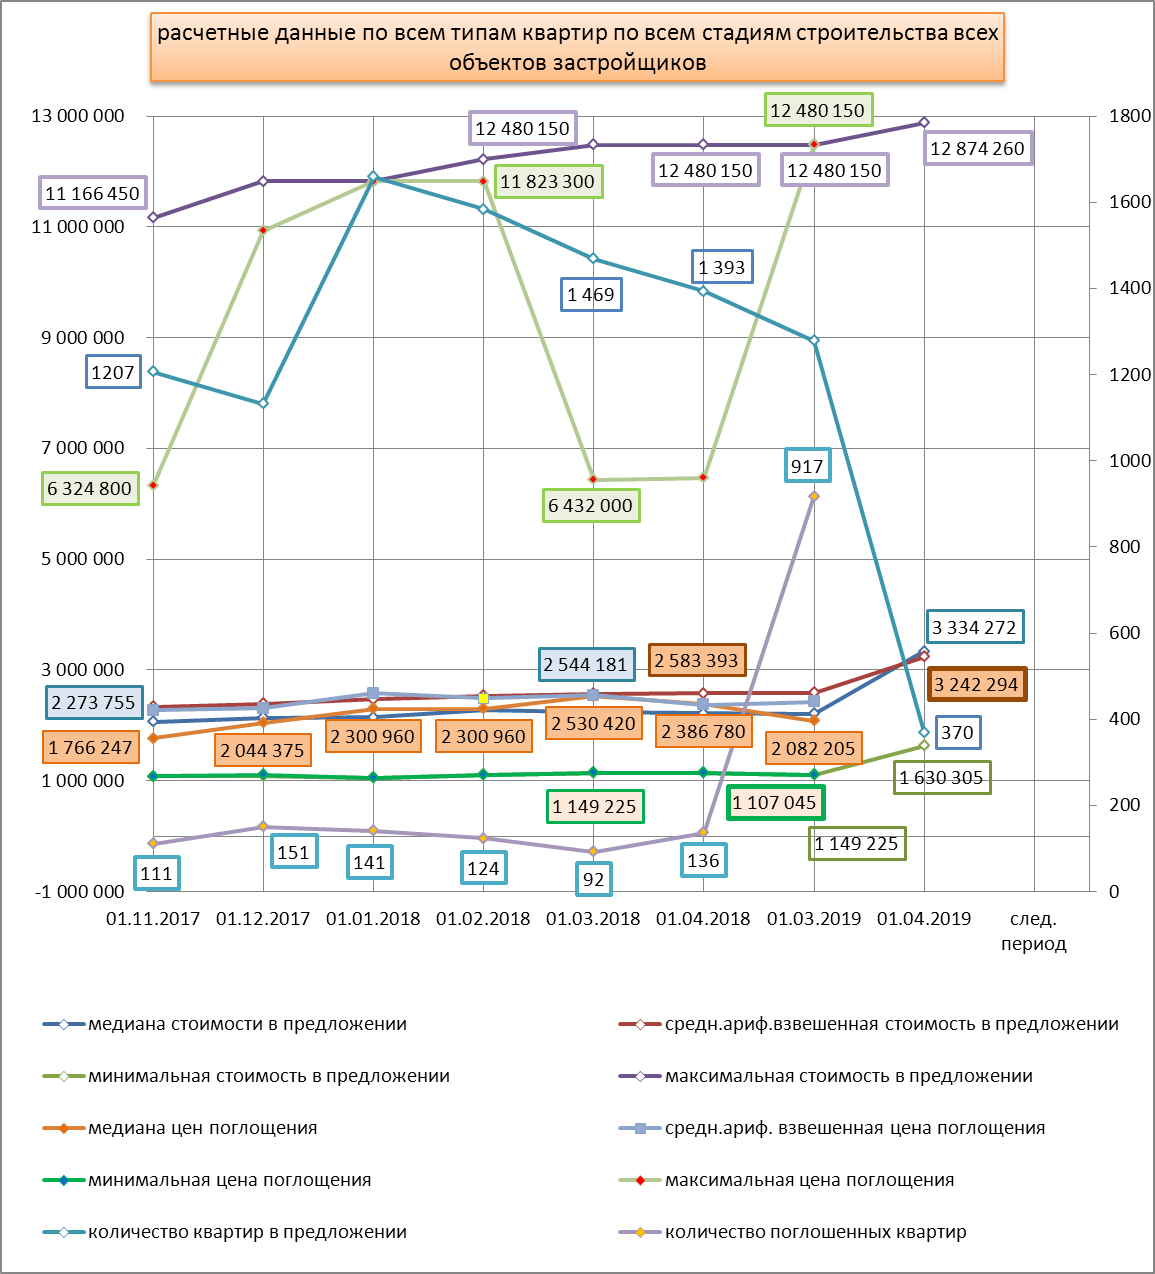 расчетные данные по всем типам квартир по всем стадиям строительства всех
объектов застройщиков
13 000 000
11 000 000
9 000 000
7 000 000
5 000 000
3 000 000
1 000 000
-1 000 000
1800
1600
1400
1200
1000
800
600
400
200
0
11 166 450
12 480 150
12 480 150
12 480 150
12 480 150
12 874 260
11 823 300
1 469
1 393
1207
6 324 800
6 432 000
917
3 334 272
2 544 181
2 583 393
3 242 294
2 273 755
1 766 247
2 044 375
2 300 960
2 300 960
2 530 420
2 386 780
2 082 205
370
1 630 305
1 149 225
1 107 045
1 149 225
111
151
141
124
92
136
01.11.2017
01.12.2017
01.01.2018
01.02.2018
01.03.2018
01.04.2018
01.03.2019
01.04.2019
след.
период
медиана стоимости в предложении
средн.ариф.взвешенная стоимость в предложении
минимальная стоимость в предложении
максимальная стоимость в предложении
медиана цен поглощения
средн.ариф. взвешенная цена поглощения
минимальная цена поглощения
максимальная цена поглощения
количество квартир в предложении
количество поглошенных квартир